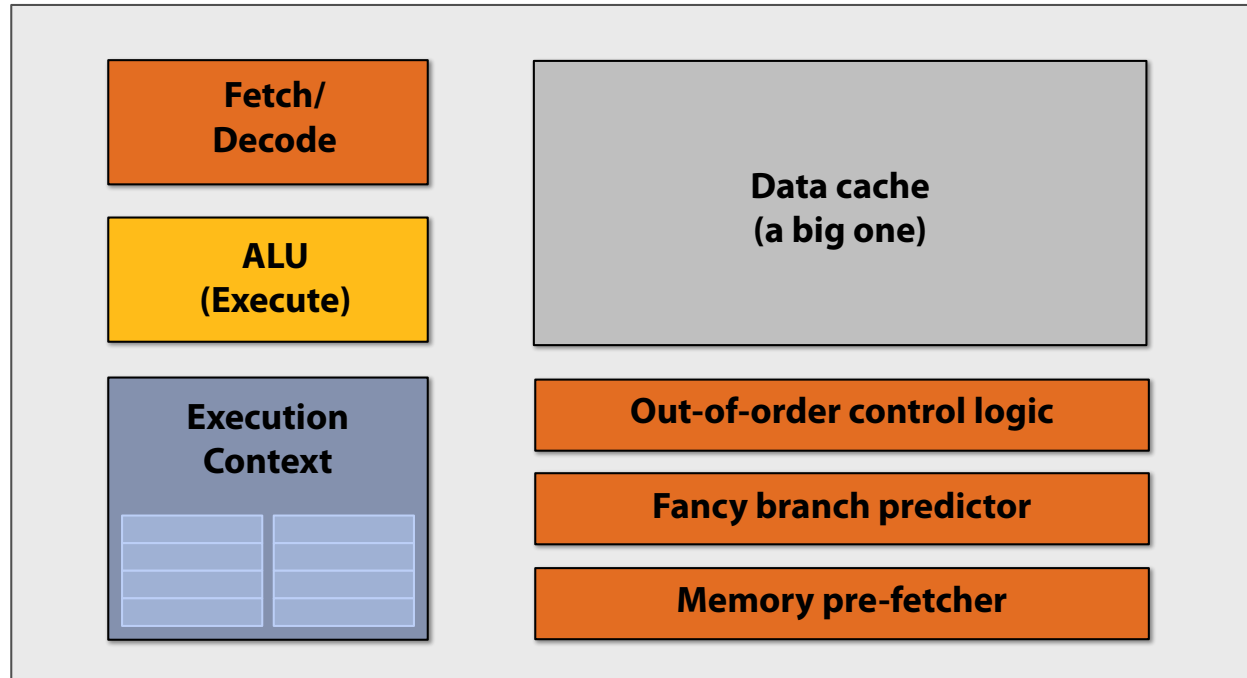 Fetch/
Decode
ALU
(Execute)
Execution
Context
Data cache
(a big one)
Out-of-order control logic
Fancy branch predictor
Memory pre-fetcher